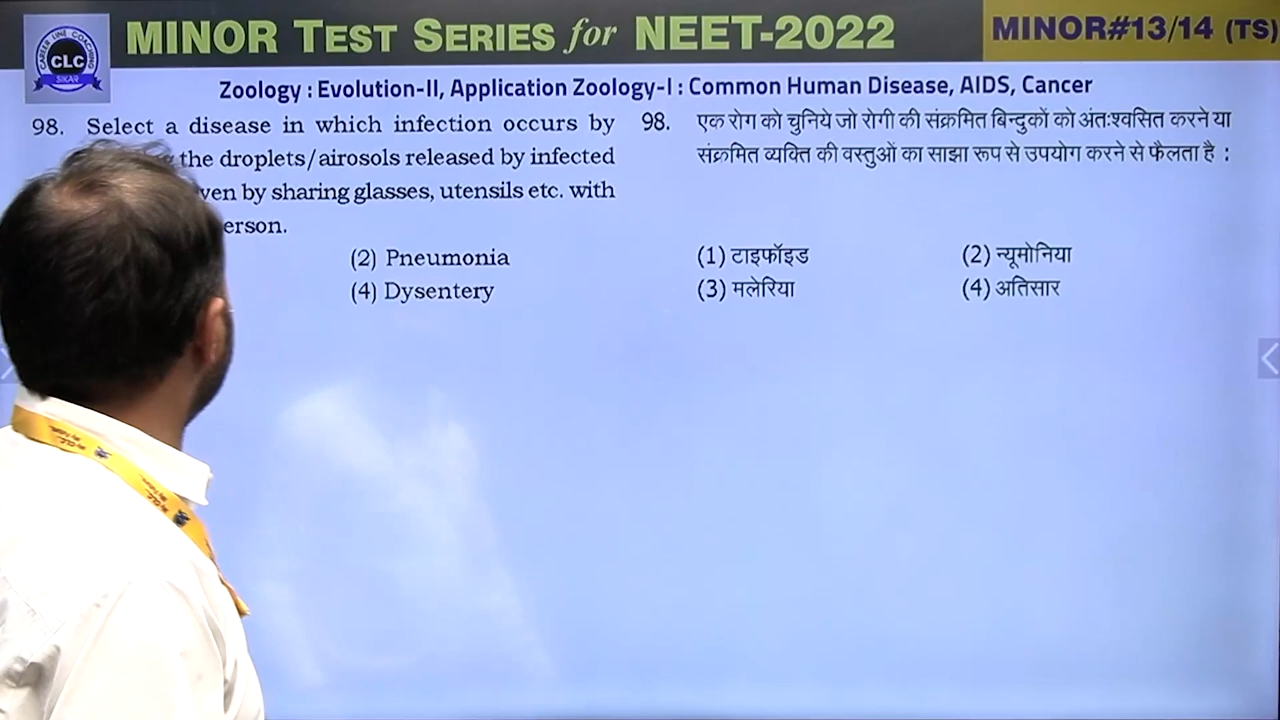 CAREER LINE COACHING
CLC
SIKAR
MINOR TEST SERIES for NEET-2022
MINOR#13/14 (TS)
Zoology : Evolution-II, Application Zoology-I : Common Human Disease, AIDS, Cancer
98. Select a disease in which infection occurs by
the droplets/airosols released by infected
by sharing glasses, utensils etc. with
(2) Pneumonia
(4) Dysentery
98. एक रोग को चुनिये जो रोगी की संक्रमित बिन्दुकों को अंतःश्वसित करने या
संक्रमित व्यक्ति की वस्तुओं का साझा रूप से उपयोग करने से फैलता है :
(1) टाइफॉइड (2) न्यूमोनिया
(3) मलेरिया (4) अतिसार